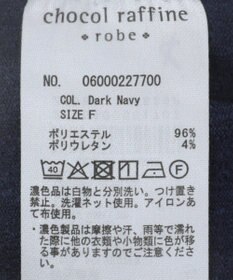 chocol raffine
robe
NO. 06000227700
COL. Dark Navy
SIZE F
ポリエステル 96%
ポリウレタン 4%
40 F
濃色品は白物と分別洗い。つけ置き
禁止。洗濯ネット使用。アイロンあ
て布使用。
・濃色製品は摩擦や汗、雨等で濡れ
た際に他の衣類や小物類に色が移
る事が御座いますのでご注意下さ